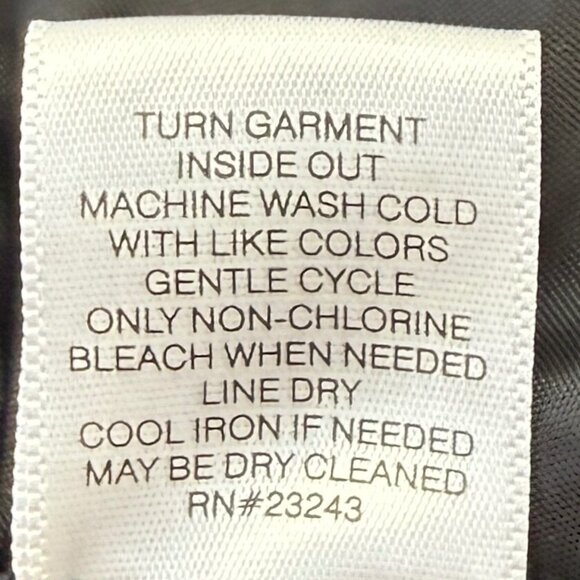 TURN GARMENT
INSIDE OUT
MACHINE WASH COLD
WITH LIKE COLORS
GENTLE CYCLE
ONLY NON-CHLORINE
BLEACH WHEN NEEDED
LINE DRY
COOL IRON IF NEEDED
MAY BE DRY CLEANED
RN#23243